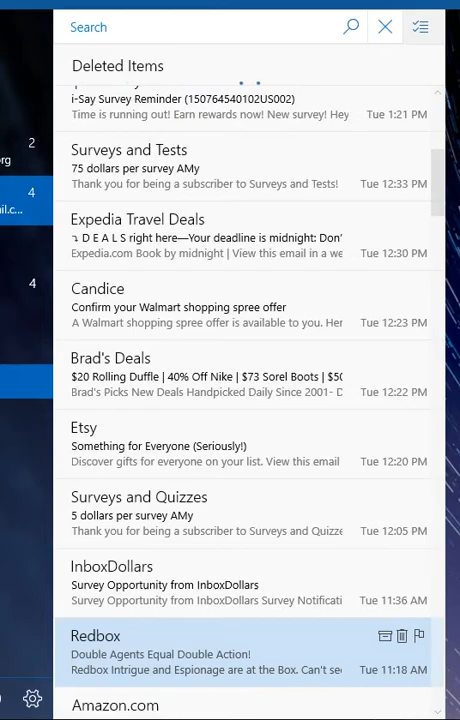 Search
Deleted Items
2
i-Say Survey Reminder (150764540102US002)
Time is running out! Earn rewards now! New survey! Hey Tue 1:21 PM
Surveys and Tests
75 dollars per survey AMy
Thank you for being a subscriber to Surveys and Tests! Tue 12:33 PM
org
4
il.c...
Expedia Travel Deals
D E A L S right here—Your deadline is midnight: Don'
Expedia.com Book by midnight | View this email in a we Tue 12:30 PM
4
Candice
Confirm your Walmart shopping spree offer
A Walmart shopping spree offer is available to you. Her Tue 12:23 PM
Brad's Deals
$20 Rolling Duffle | 40% Off Nike | $73 Sorel Boots | $50
Brad's Picks New Deals Handpicked Daily Since 2001- D Tue 12:22 PM
Etsy
Something for Everyone (Seriously!)
Discover gifts for everyone on your list. View this email Tue 12:20 PM
Surveys and Quizzes
5 dollars per survey AMy
Thank you for being a subscriber to Surveys and Quizze Tue 12:05 PM
InboxDollars
Survey Opportunity from InboxDollars
Survey Opportunity from InboxDollars Survey Notificati Tue 11:36 AM
Redbox
Double Agents Equal Double Action!
Redbox Intrigue and Espionage are at the Box. Can't see Tue 11:18 AM
Amazon.com